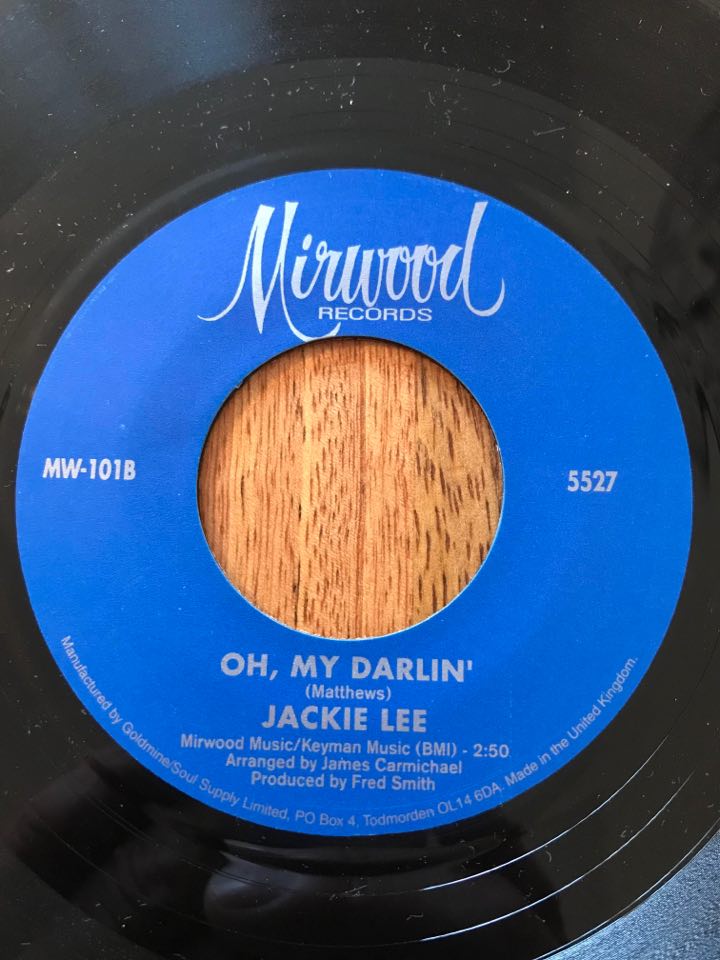 Mirwood
RECORDS
MW-101B
5527
OH, MY DARLIN'
(Matthews)
JACKIE LEE
Mirwood Music/Keyman Music (BMI) - 2:50
Arranged by James Carmichael
Produced by Fred Smith
Manufactured by Goldmine/Soul Supply Limited, PO Box 4, Todmorden OL14 6DA. Made in the United Kingdom.